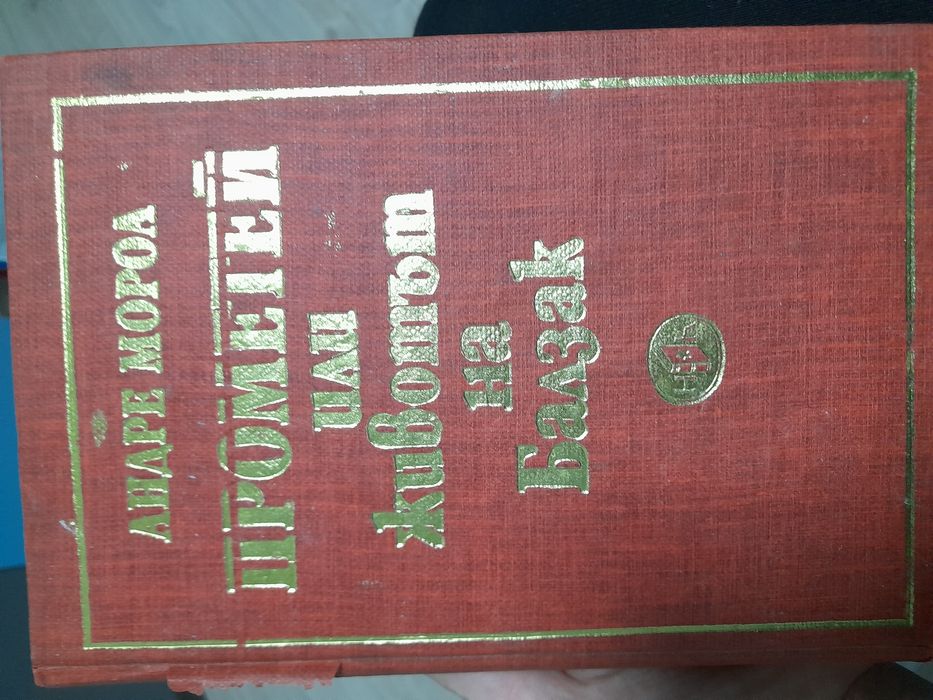 АНДРЕ МОРОА
ПРОМЕТЕЙ
или
животът
на
Балзак